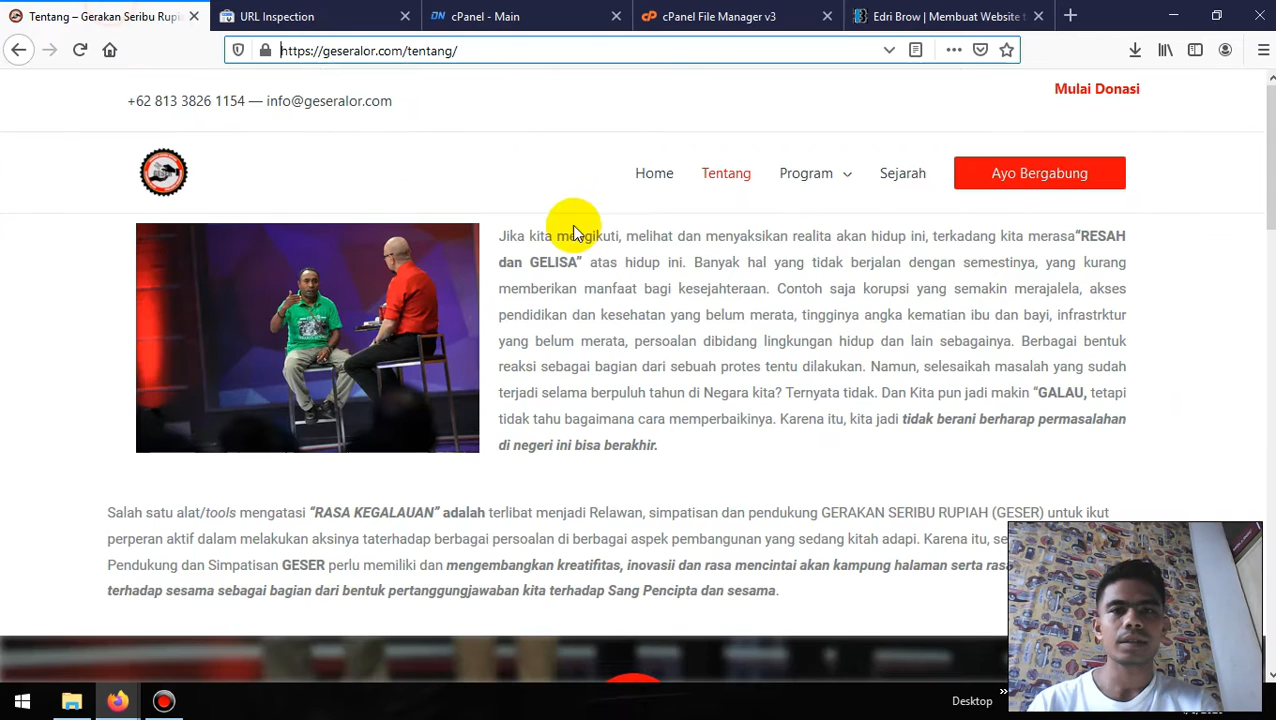 Tentang – Gerakan Seribu Rupi
URL Inspection
cPanel - Main
cPanel File Manager v3
Edri Brow | Membuat Website t
https://geseralor.com/tentang/
+62 813 3826 1154 — info@geseralor.com
Mulai Donasi
Home
Tentang
Program
Sejarah
Ayo Bergabung
Jika kita mengikuti, melihat dan menyaksikan realita akan hidup ini, terkadang kita merasa"RESAH
dan GELISA" atas hidup ini. Banyak hal yang tidak berjalan dengan semestinya, yang kurang
memberikan manfaat bagi kesejahteraan. Contoh saja korupsi yang semakin merajalela, akses
pendidikan dan kesehatan yang belum merata, tingginya angka kematian ibu dan bayi, infrastrktur
yang belum merata, persoalan dibidang lingkungan hidup dan lain sebagainya. Berbagai bentuk
reaksi sebagai bagian dari sebuah protes tentu dilakukan. Namun, selesaikah masalah yang sudah
terjadi selama berpuluh tahun di Negara kita? Ternyata tidak. Dan Kita pun jadi makin "GALAU, tetapi
tidak tahu bagaimana cara memperbaikinya. Karena itu, kita jadi tidak berani berharap permasalahan
di negeri ini bisa berakhir.
Salah satu alat/tools mengatasi "RASA KEGALAUAN" adalah terlibat menjadi Relawan, simpatisan dan pendukung GERAKAN SERIBU RUPIAH (GESER) untuk ikut
perperan aktif dalam melakukan aksinya taterhadap berbagai persoalan di berbagai aspek pembangunan yang sedang kitah adapi. Karena itu, se
Pendukung dan Simpatisan GESER perlu memiliki dan mengembangkan kreatifitas, inovasii dan rasa mencintai akan kampung halaman serta rasa
terhadap sesama sebagai bagian dari bentuk pertanggungjawaban kita terhadap Sang Pencipta dan sesama.
Desktop